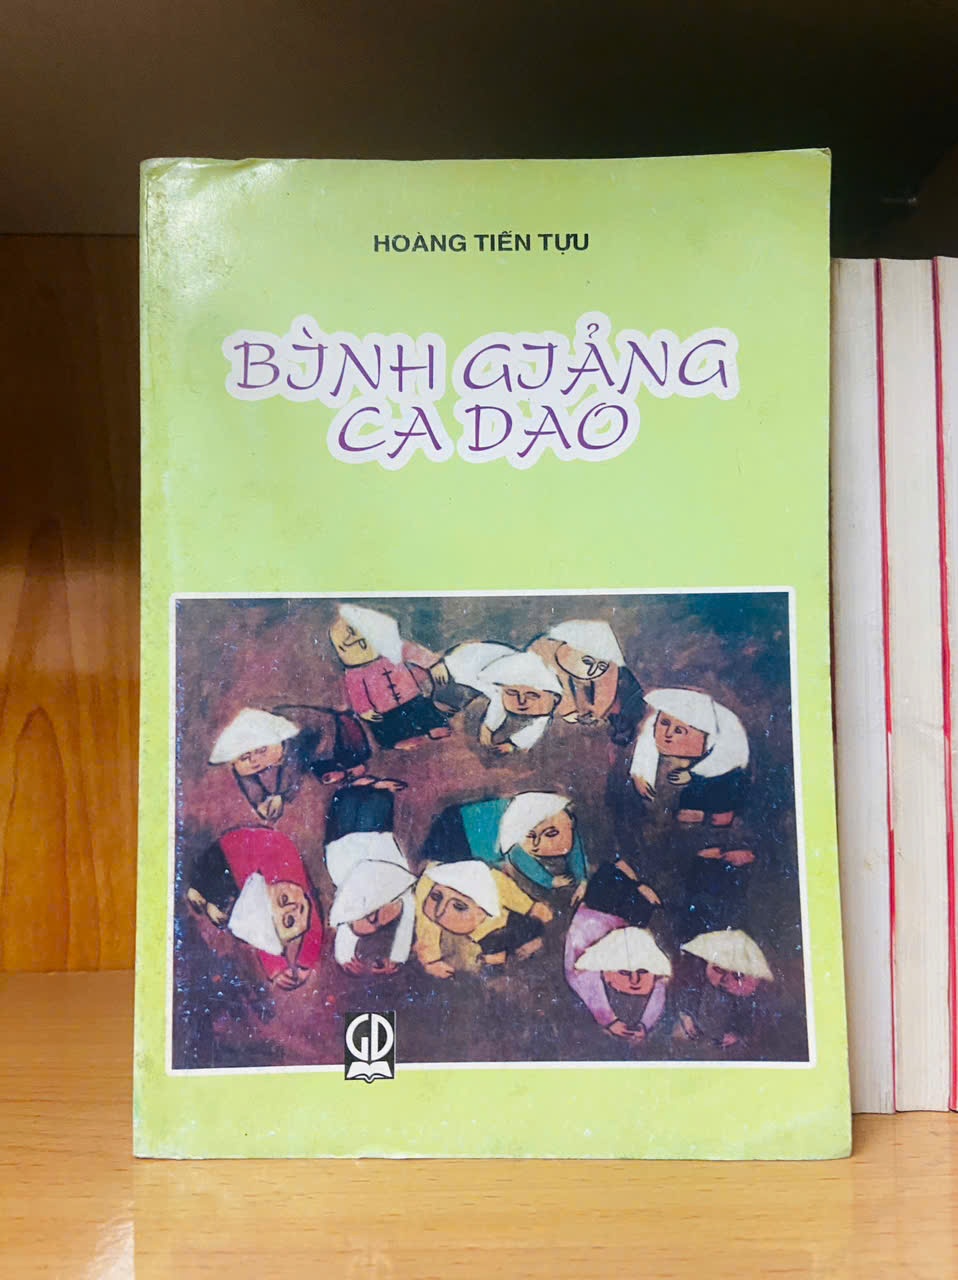 HOÀNG TIẾN TỰU
BÌNH GIẢNG
CA DAO
GD